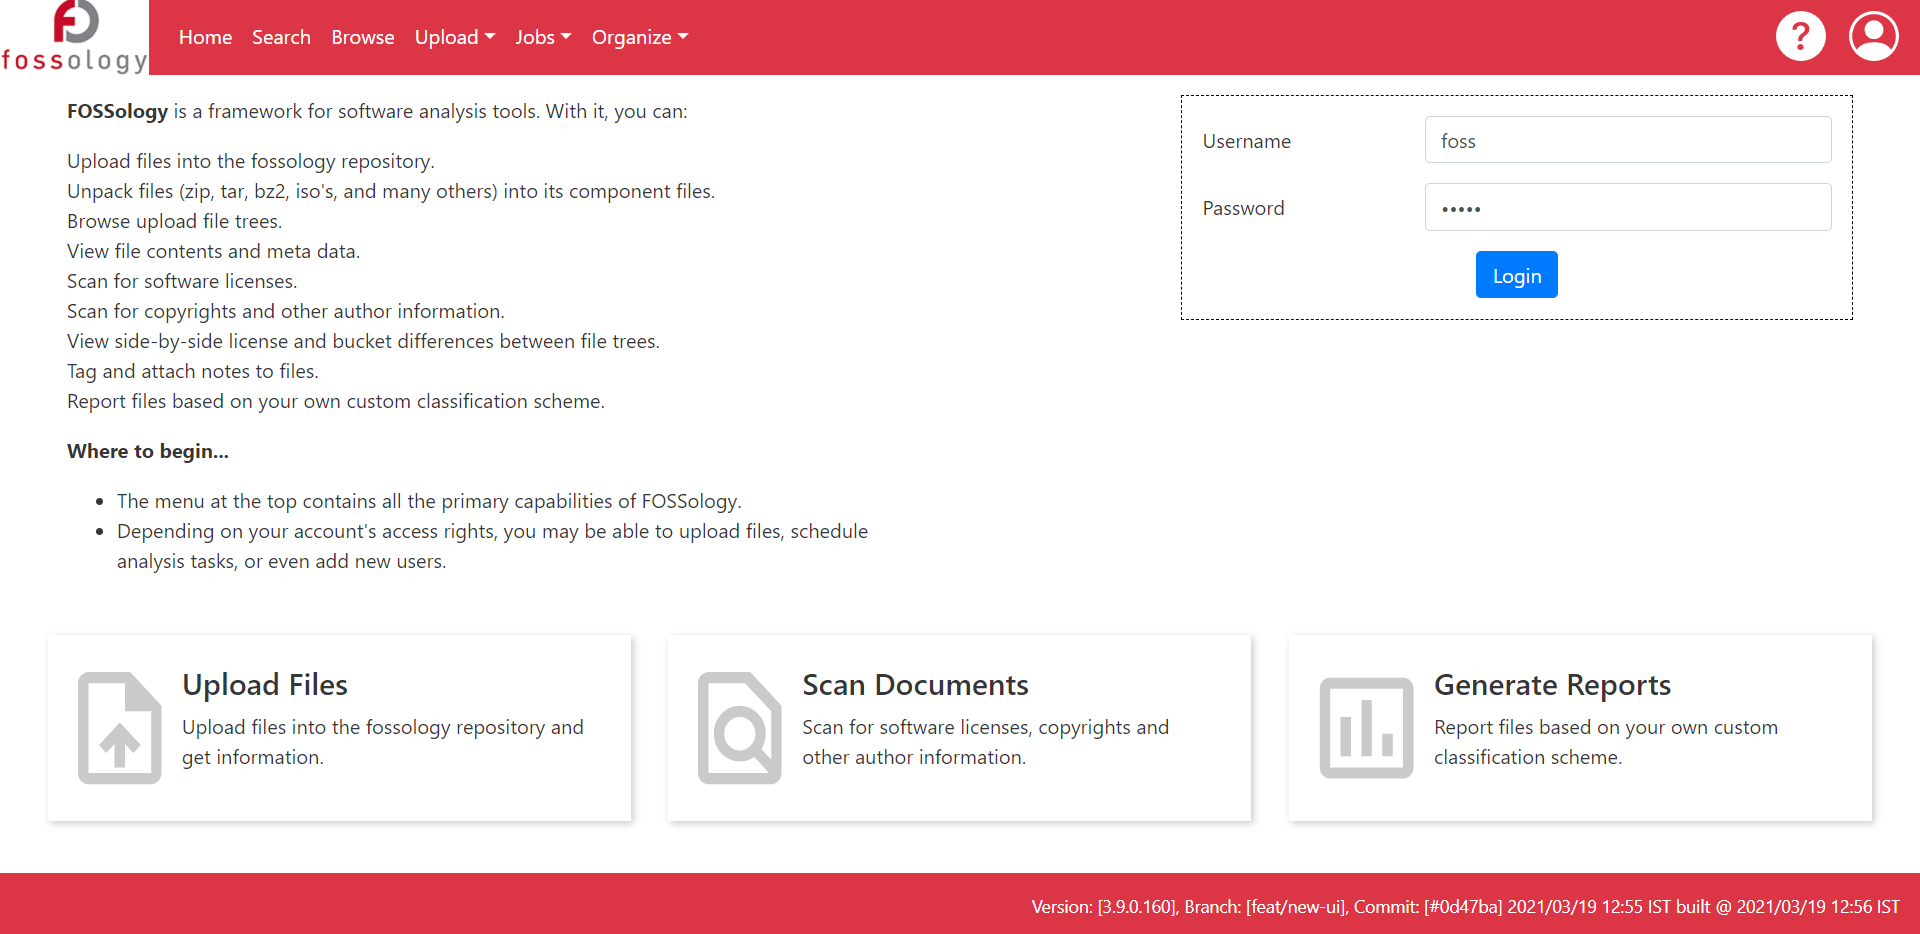 fossology
Home Search Browse Upload Jobs Organize
?
FOSSology is a framework for software analysis tools. With it, you can:
Upload files into the fossology repository.
Unpack files (zip, tar, bz2, iso's, and many others) into its component files.
Browse upload file trees.
View file contents and meta data.
Scan for software licenses.
Scan for copyrights and other author information.
View side-by-side license and bucket differences between file trees.
Tag and attach notes to files.
Report files based on your own custom classification scheme.
Where to begin...
• The menu at the top contains all the primary capabilities of FOSSology.
• Depending on your account's access rights, you may be able to upload files, schedule
analysis tasks, or even add new users.
Username foss
Password •••••
Login
Upload Files
Upload files into the fossology repository and
get information.
Scan Documents
Scan for software licenses, copyrights and
other author information.
Generate Reports
Report files based on your own custom
classification scheme.
Version: [3.9.0.160], Branch: [feat/new-ui], Commit: [#0d47ba] 2021/03/19 12:55 IST built @ 2021/03/19 12:56 IST